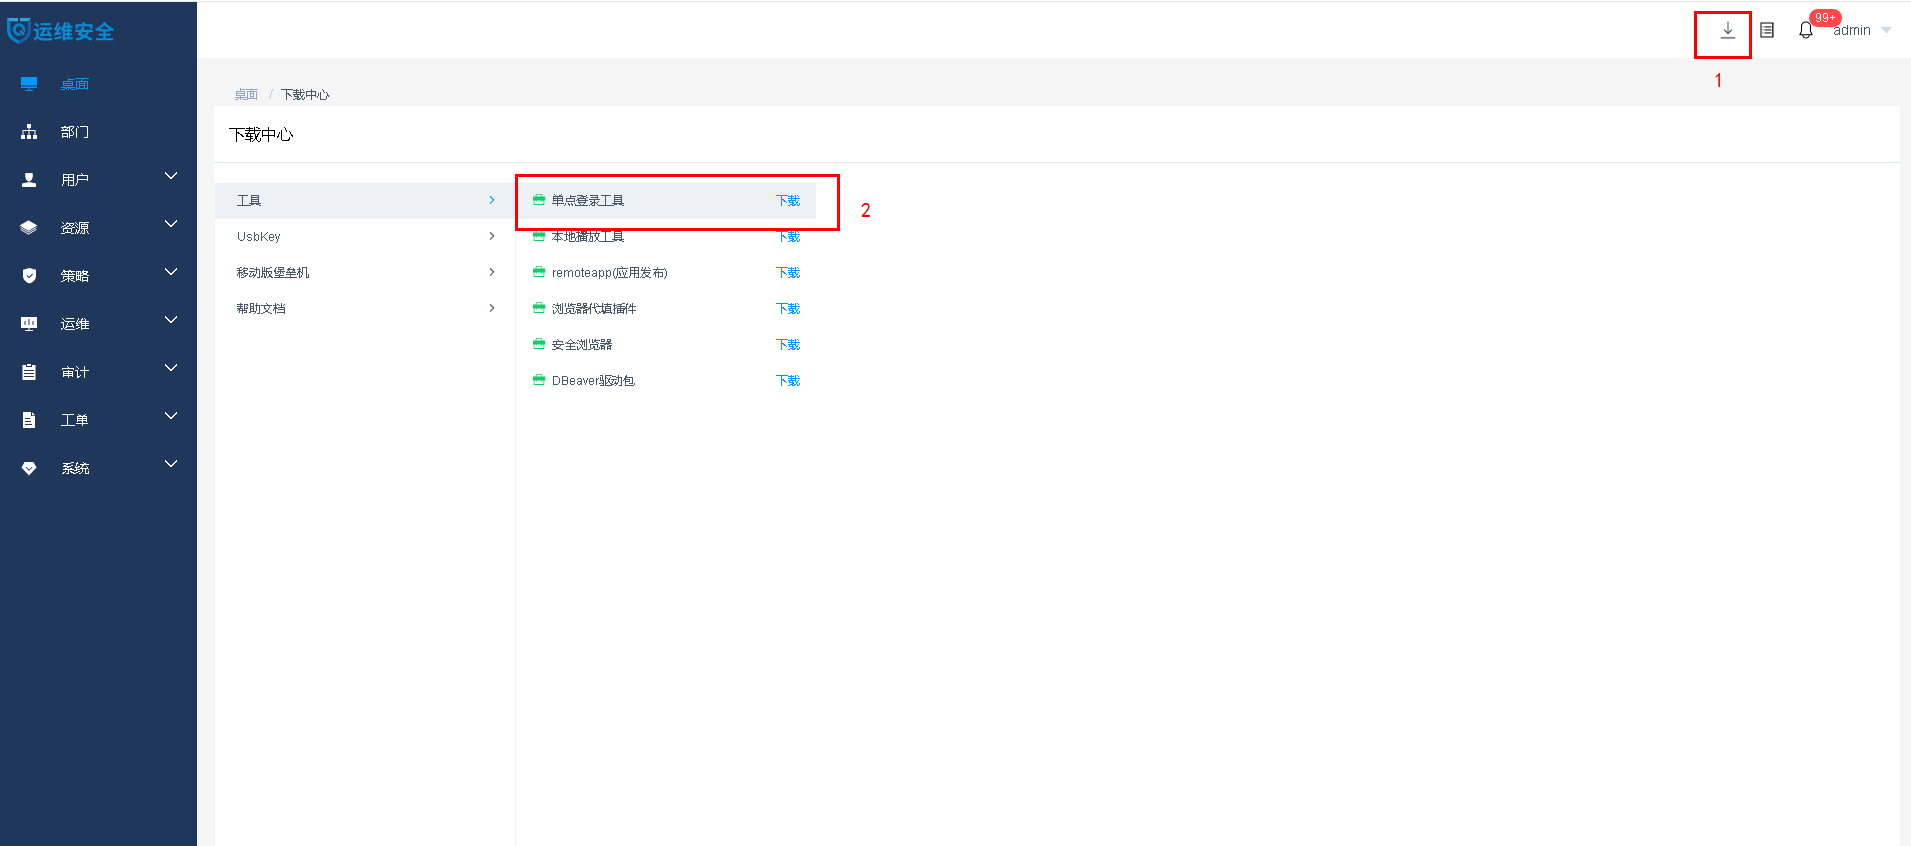 运维安全
99+
admin
1
桌面
部门
用户
资源
策略
运维
审计
工单
系统
桌面 / 下载中心
下载中心
工具
UsbKey
移动版堡垒机
帮助文档
单点登录工具 下载
2
本地播放工具 下载
remoteapp(应用发布) 下载
浏览器代填插件 下载
安全浏览器 下载
DBeaver驱动包 下载